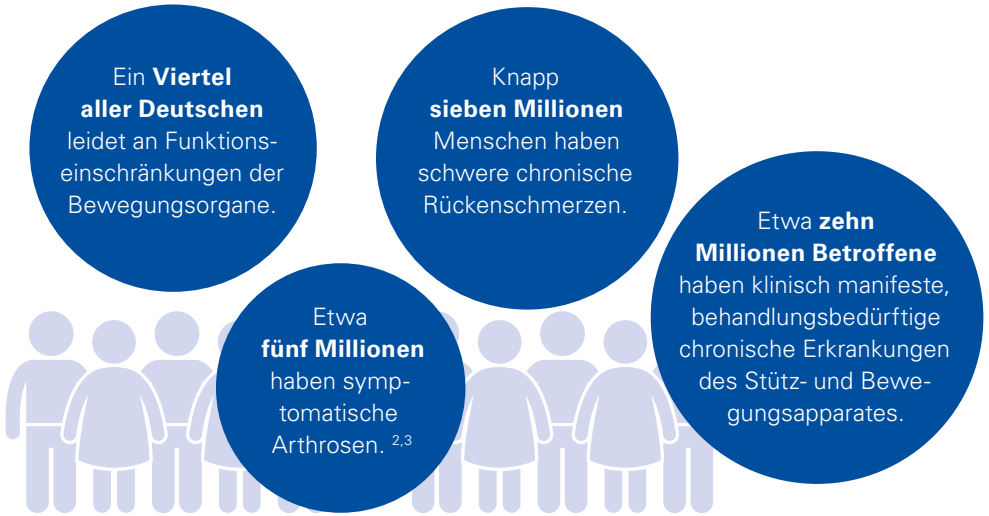 Ein Viertel
aller Deutschen
leidet an Funktions-
einschränkungen der
Bewegungsorgane.
Knapp
sieben Millionen
Menschen haben
schwere chronische
Rückenschmerzen.
Etwa
fünf Millionen
haben symp-
tomatische
Arthrosen. 2,3
Etwa zehn
Millionen Betroffene
haben klinisch manifeste,
behandlungsbedürftige
chronische Erkrankungen
des Stütz- und Bewe-
gungsapparates.